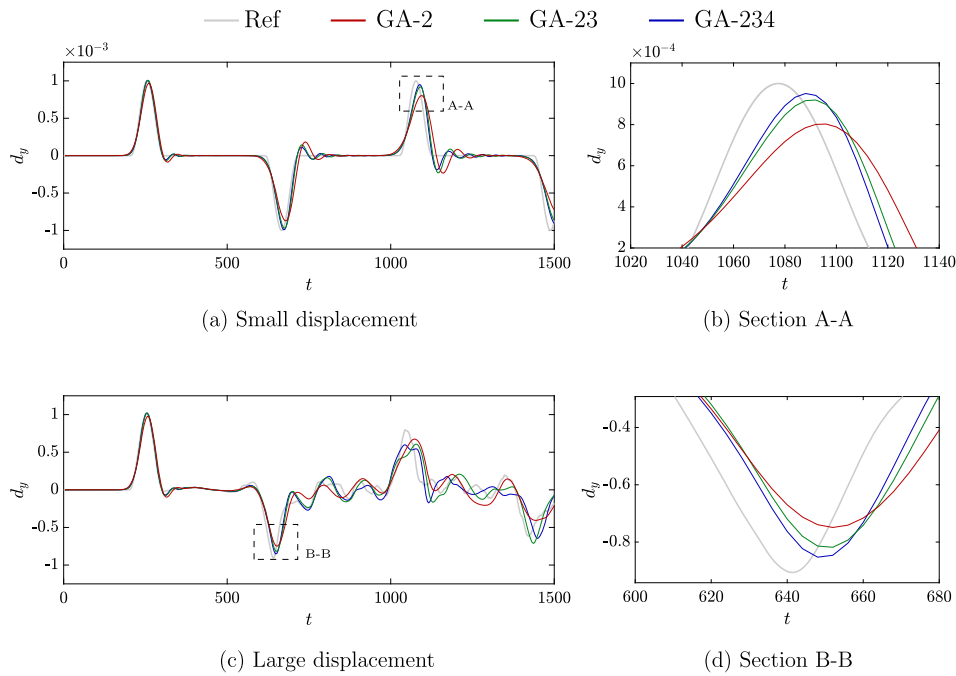 Ref GA-2 GA-23 GA-234
×10⁻³
1
0.5
0
-0.5
-1
d_y
A-A
0 500 1000 1500
t
(a) Small displacement
×10⁻⁴
10
8
6
4
2
d_y
1020 1040 1060 1080 1100 1120 1140
t
(b) Section A-A
1
0.5
0
-0.5
-1
d_y
B-B
0 500 1000 1500
t
(c) Large displacement
-0.4
-0.6
-0.8
d_y
600 620 640 660 680
t
(d) Section B-B